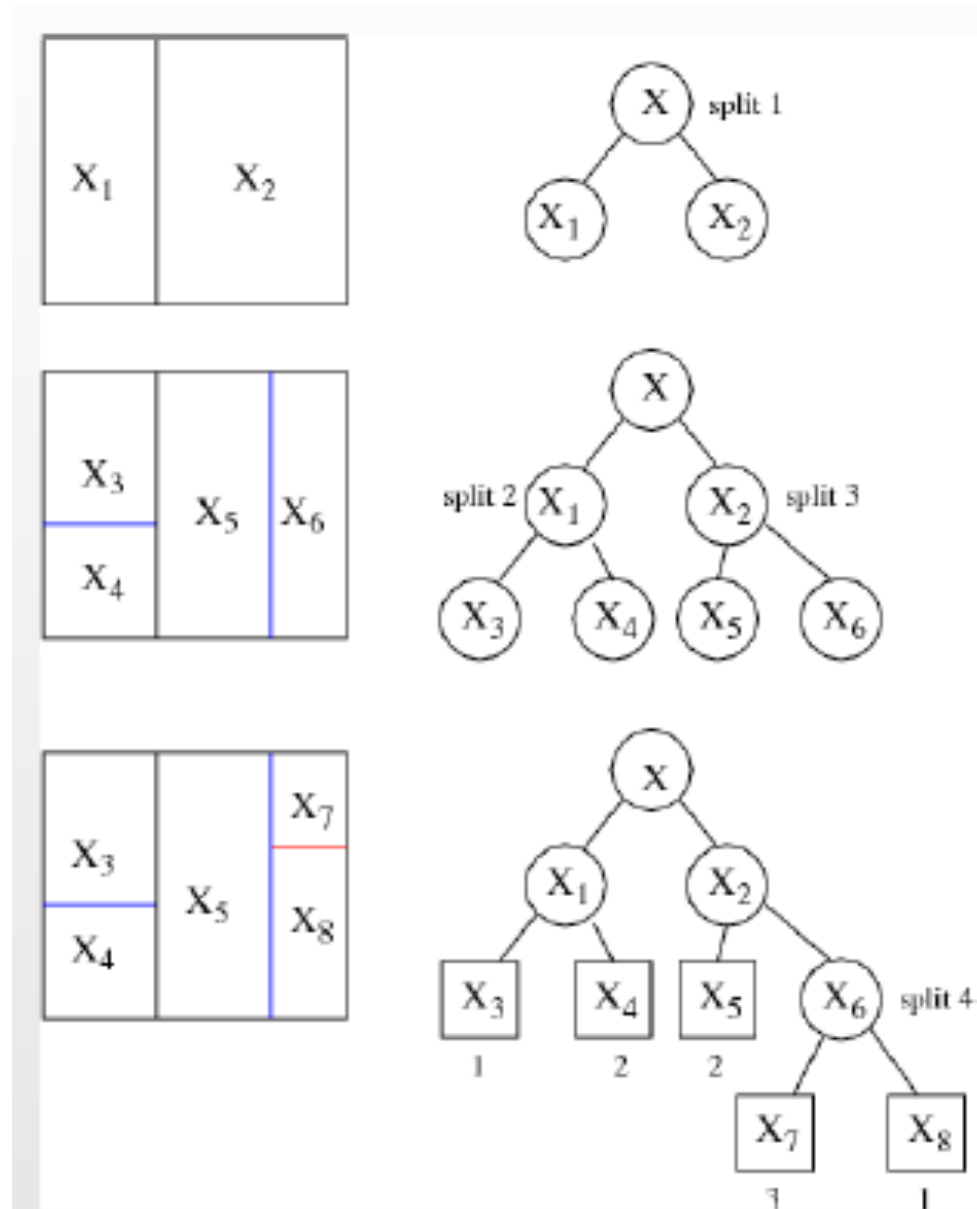 X₁ X₂
X split 1
X₁ X₂
X₃
X₄
X₅ X₆
X
split 2 X₁ X₂ split 3
X₃ X₄ X₅ X₆
X₃
X₄
X₅
X₇
X₈
X
X₁ X₂
X₃ X₄ X₅ X₆ split 4
1 2 2
X₇ X₈
3 1